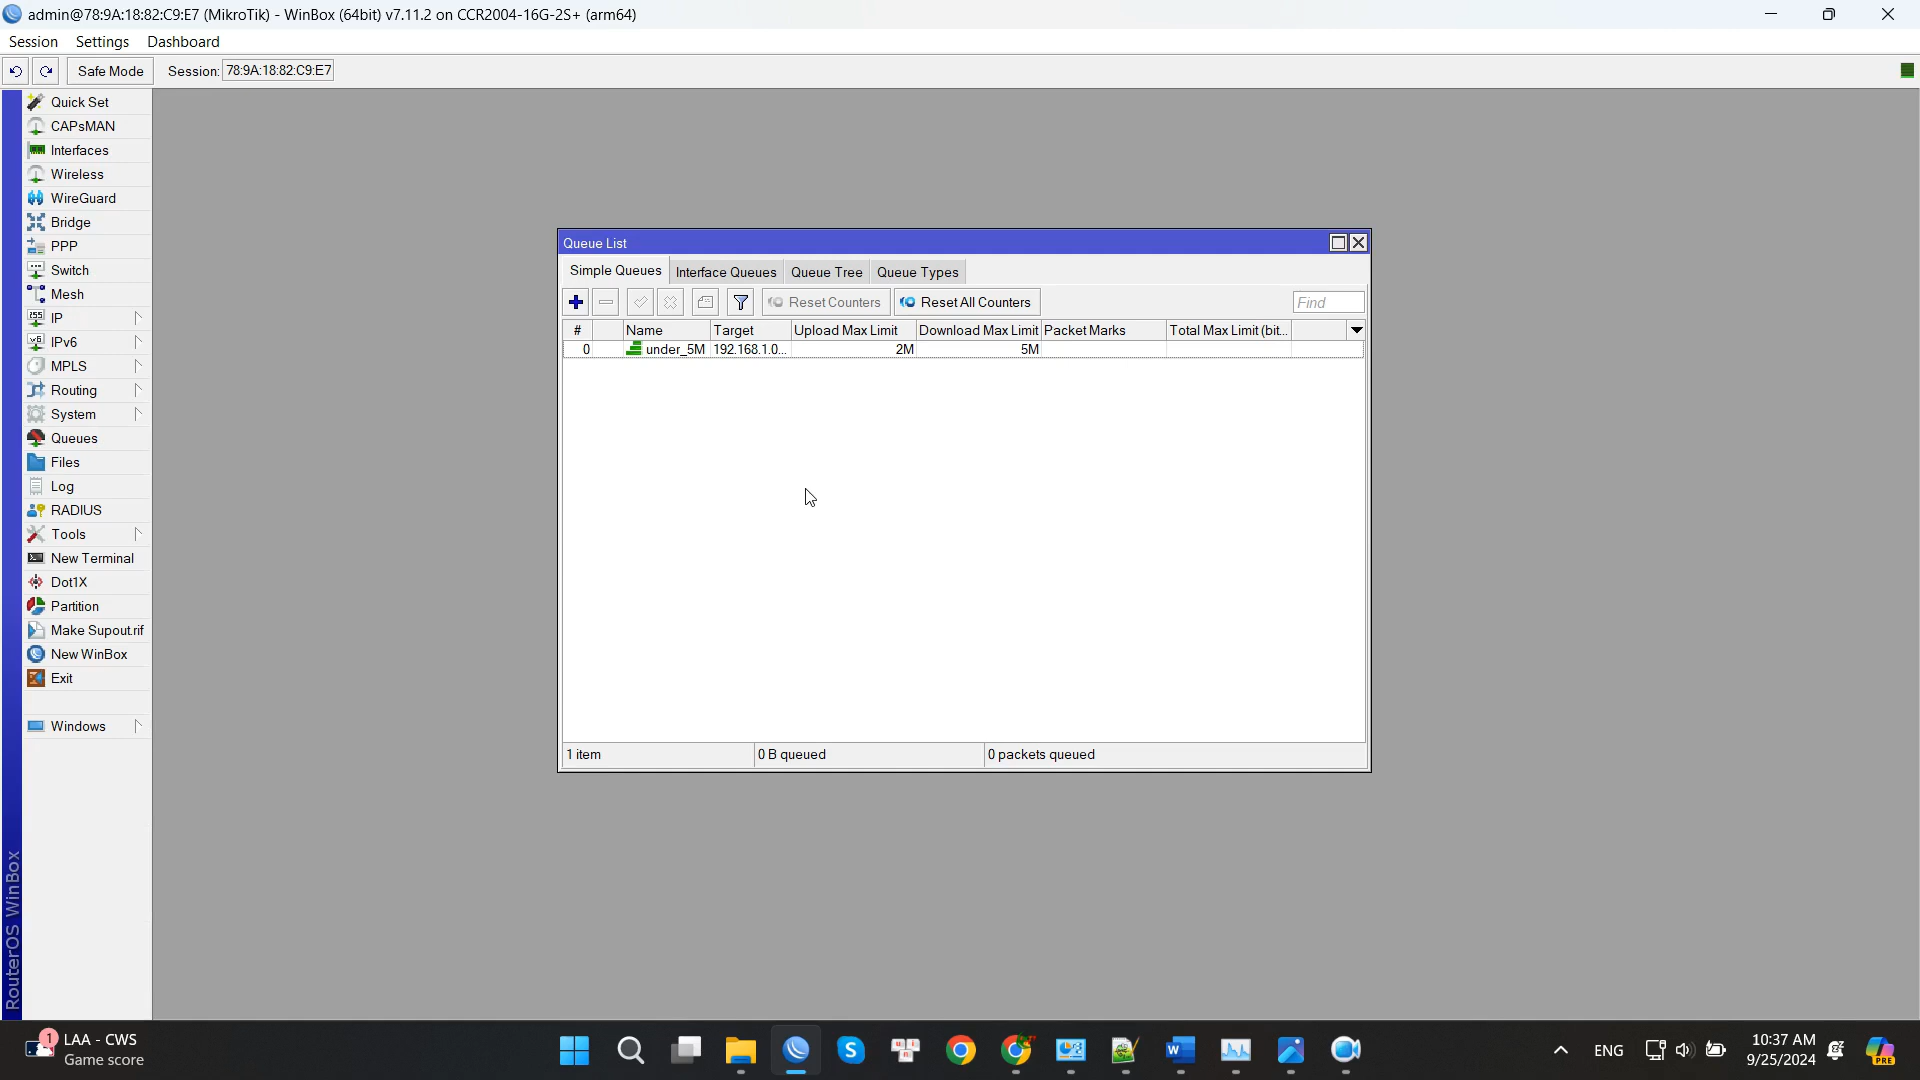 admin@78:9A:18:82:C9:E7 (MikroTik) - WinBox (64bit) v7.11.2 on CCR2004-16G-2S+ (arm64)
Session Settings Dashboard
Safe Mode Session: 78:9A:18:82:C9:E7
Quick Set
CAPsMAN
Interfaces
Wireless
WireGuard
Bridge
PPP
Switch
Mesh
IP
IPv6
MPLS
Routing
System
Queues
Files
Log
RADIUS
Tools
New Terminal
Dot1X
Partition
Make Supout.rif
New WinBox
Exit
Windows
RouterOS WinBox
Queue List
Simple Queues Interface Queues Queue Tree Queue Types
Reset Counters Reset All Counters Find
# Name Target Upload Max Limit Download Max Limit Packet Marks Total Max Limit (bit...
0 under_5M 192.168.1.0... 2M 5M
1 item 0 B queued 0 packets queued
1 LAA - CWS
Game score
ENG
10:37 AM
9/25/2024
PRE